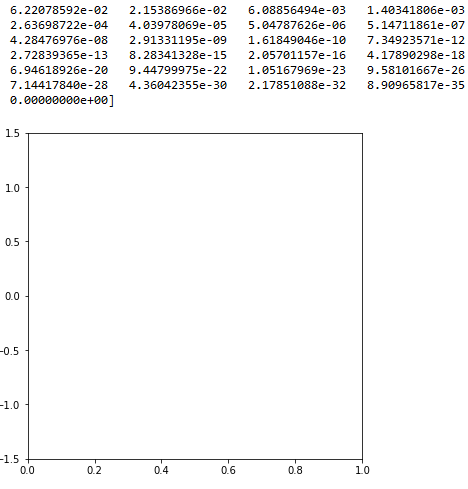 6.22078592e-02 2.15386966e-02 6.08856494e-03 1.40341806e-03
2.63698722e-04 4.03978069e-05 5.04787626e-06 5.14711861e-07
4.28476976e-08 2.91331195e-09 1.61849506e-10 7.34923571e-12
2.72839365e-13 8.28341328e-15 2.05701157e-16 4.17890298e-18
6.94618926e-20 9.44799975e-22 1.05167969e-23 9.58101667e-26
7.14417840e-28 4.36042355e-30 2.17851088e-32 8.90965817e-35
0.00000000e+00]
1.5
1.0
0.5
0.0
−0.5
−1.0
−1.5
0.0 0.2 0.4 0.6 0.8 1.0